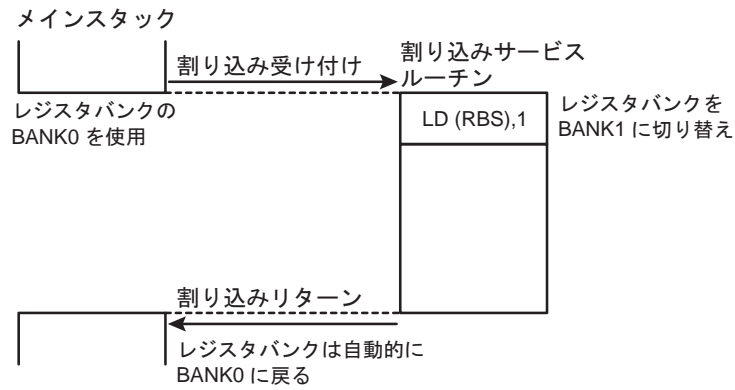 メインスタック
割り込み受け付け
割り込みサービス
ルーチン
レジスタバンクの
BANK0 を使用
LD (RBS),1
レジスタバンクを
BANK1 に切り替え
割り込みリターン
レジスタバンクは自動的に
BANK0 に戻る